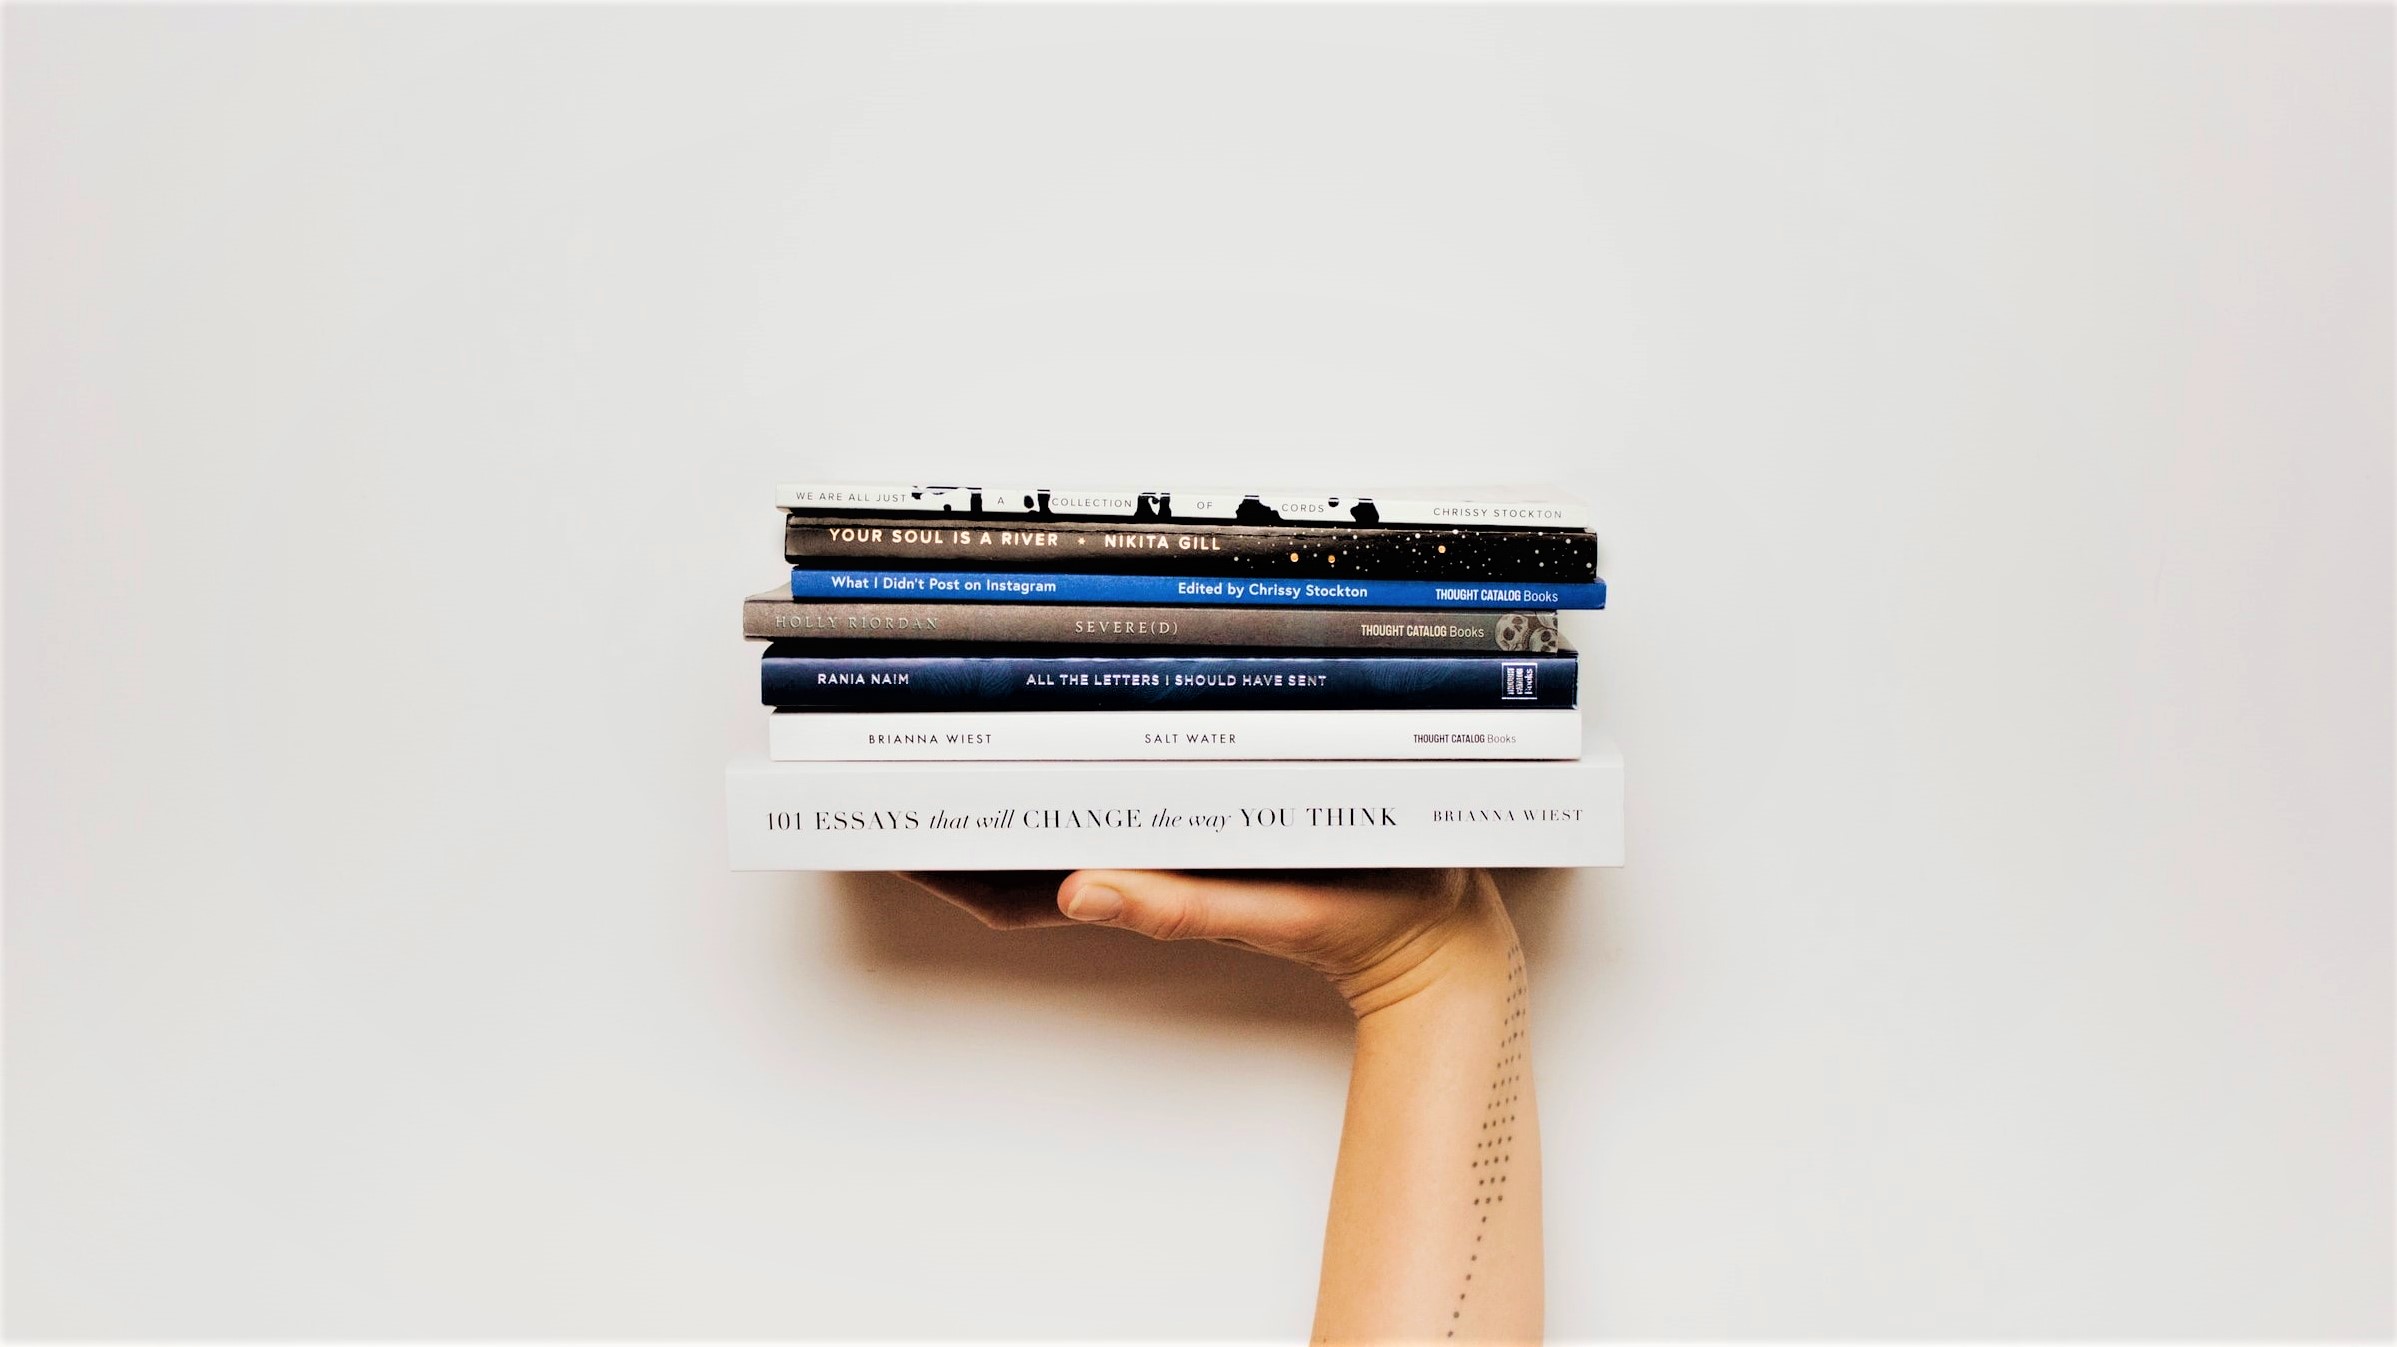 WE ARE ALL JUST A COLLECTION OF CORDS CHRISSY STOCKTON
YOUR SOUL IS A RIVER • NIKITA GILL
What I Didn't Post on Instagram Edited by Chrissy Stockton THOUGHT CATALOG Books
HOLLY RIORDAN SEVERE(D) THOUGHT CATALOG Books
RANIA NAIM ALL THE LETTERS I SHOULD HAVE SENT THOUGHT CATALOG Books
BRIANNA WIEST SALT WATER THOUGHT CATALOG Books
101 ESSAYS that will CHANGE the way YOU THINK BRIANNA WIEST